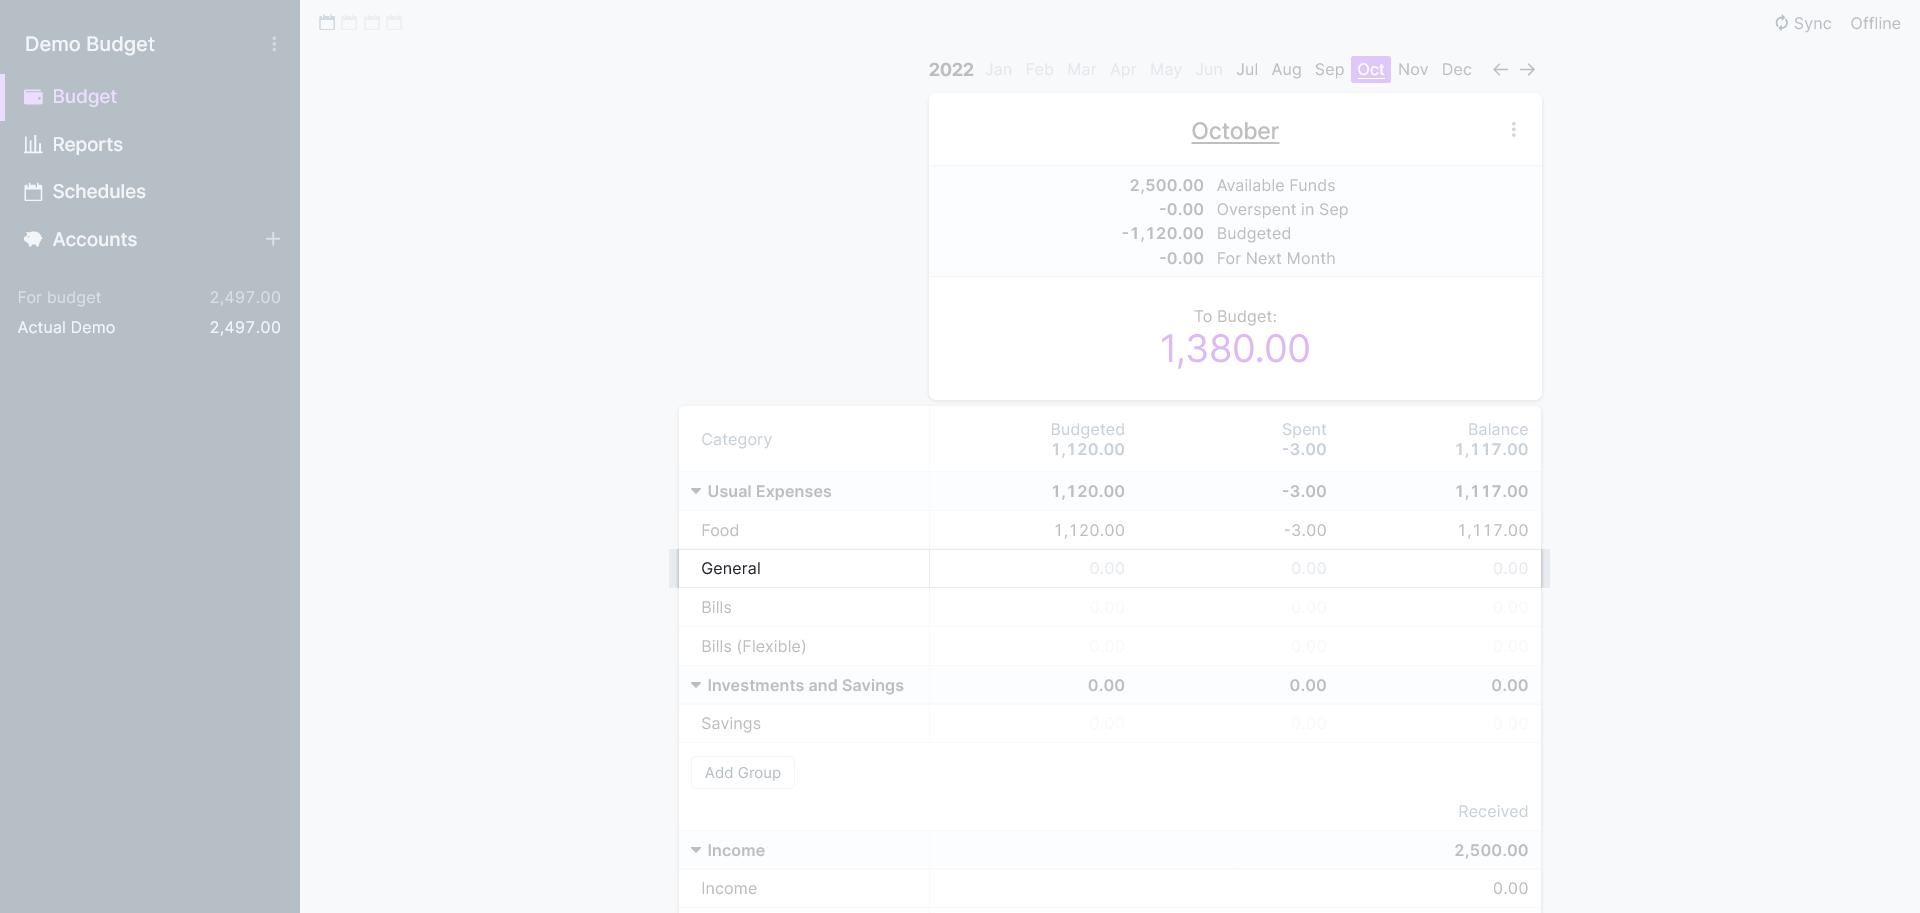 Demo Budget
Budget
Reports
Schedules
Accounts
For budget 2,497.00
Actual Demo 2,497.00
Sync Offline
2022 Jan Feb Mar Apr May Jun Jul Aug Sep Oct Nov Dec
October
2,500.00 Available Funds
-0.00 Overspent in Sep
-1,120.00 Budgeted
-0.00 For Next Month
To Budget:
1,380.00
Category Budgeted 1,120.00 Spent -3.00 Balance 1,117.00
Usual Expenses 1,120.00 -3.00 1,117.00
Food 1,120.00 -3.00 1,117.00
General 0.00 0.00 0.00
Bills 0.00 0.00 0.00
Bills (Flexible) 0.00 0.00 0.00
Investments and Savings 0.00 0.00 0.00
Savings 0.00 0.00 0.00
Add Group
Received
Income 2,500.00
Income 0.00